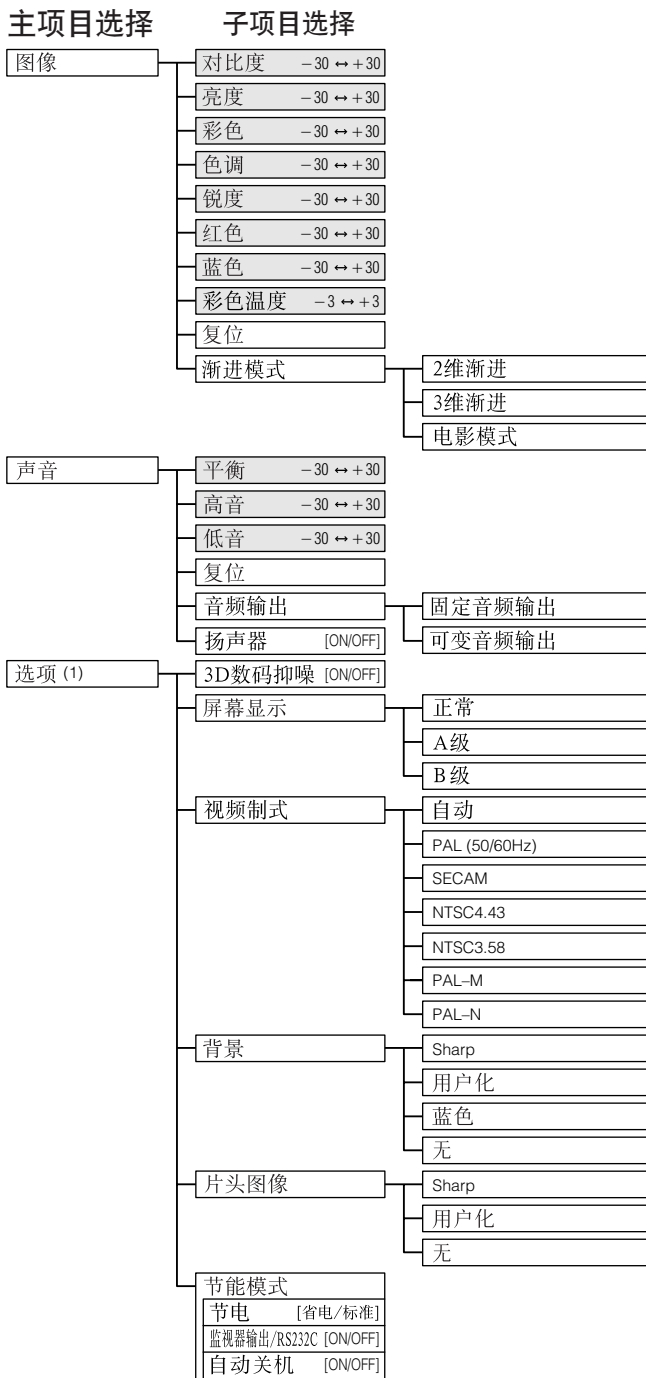 主项目选择 子项目选择
图像 对比度 －30 ↔ +30
亮度 －30 ↔ +30
彩色 －30 ↔ +30
色调 －30 ↔ +30
锐度 －30 ↔ +30
红色 －30 ↔ +30
蓝色 －30 ↔ +30
彩色温度 －3 ↔ +3
复位
渐进模式 2维渐进
3维渐进
电影模式
声音 平衡 －30 ↔ +30
高音 －30 ↔ +30
低音 －30 ↔ +30
复位
音频输出 固定音频输出
扬声器 [ON/OFF] 可变音频输出
选项 (1) 3D数码抑噪 [ON/OFF]
屏幕显示 正常
A级
B级
视频制式 自动
PAL (50/60Hz)
SECAM
NTSC4.43
NTSC3.58
PAL–M
PAL–N
背景 Sharp
用户化
蓝色
无
片头图像 Sharp
用户化
无
节能模式
节电 [省电/标准]
监视器输出/RS232C [ON/OFF]
自动关机 [ON/OFF]